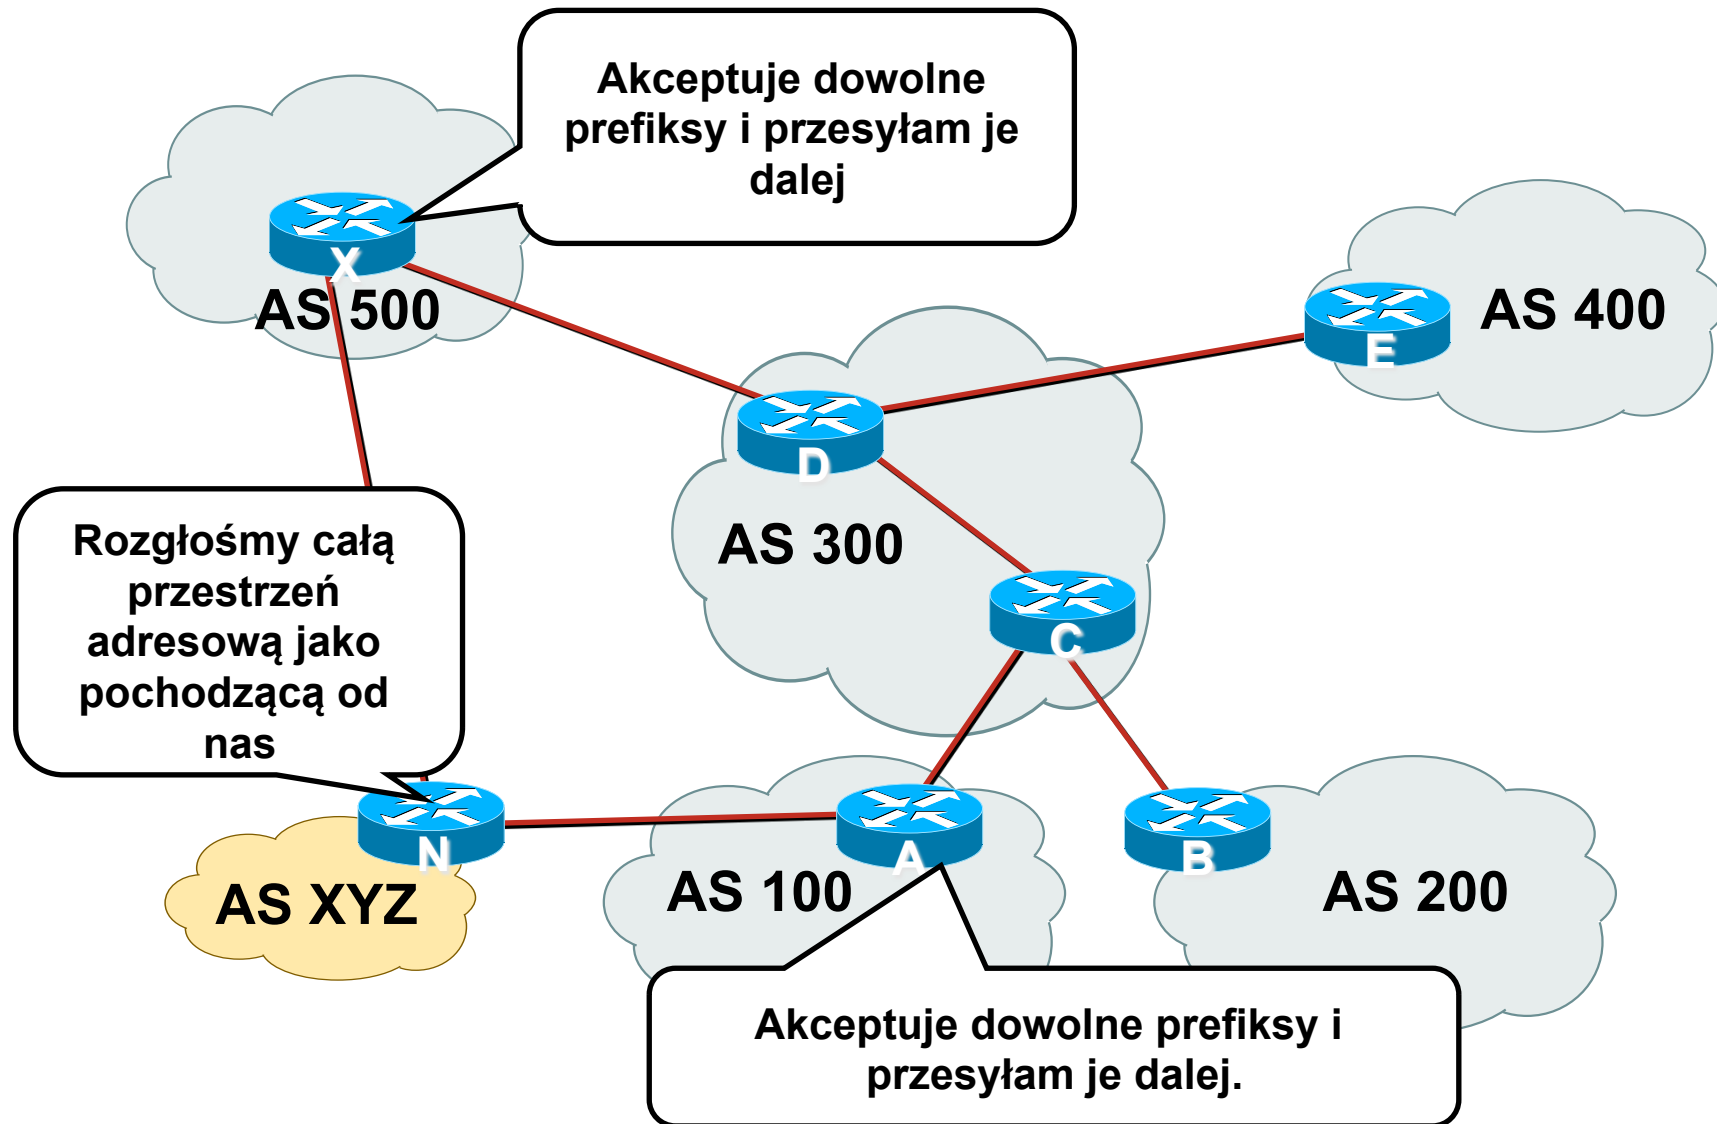 Akceptuje dowolne
prefiksy i przesyłam je
dalej
X
AS 500
E
AS 400
D
AS 300
Rozgłośmy całą
przestrzeń
adresową jako
pochodzącą od
nas
C
N
AS XYZ
A
AS 100
B
AS 200
Akceptuje dowolne prefiksy i
przesyłam je dalej.